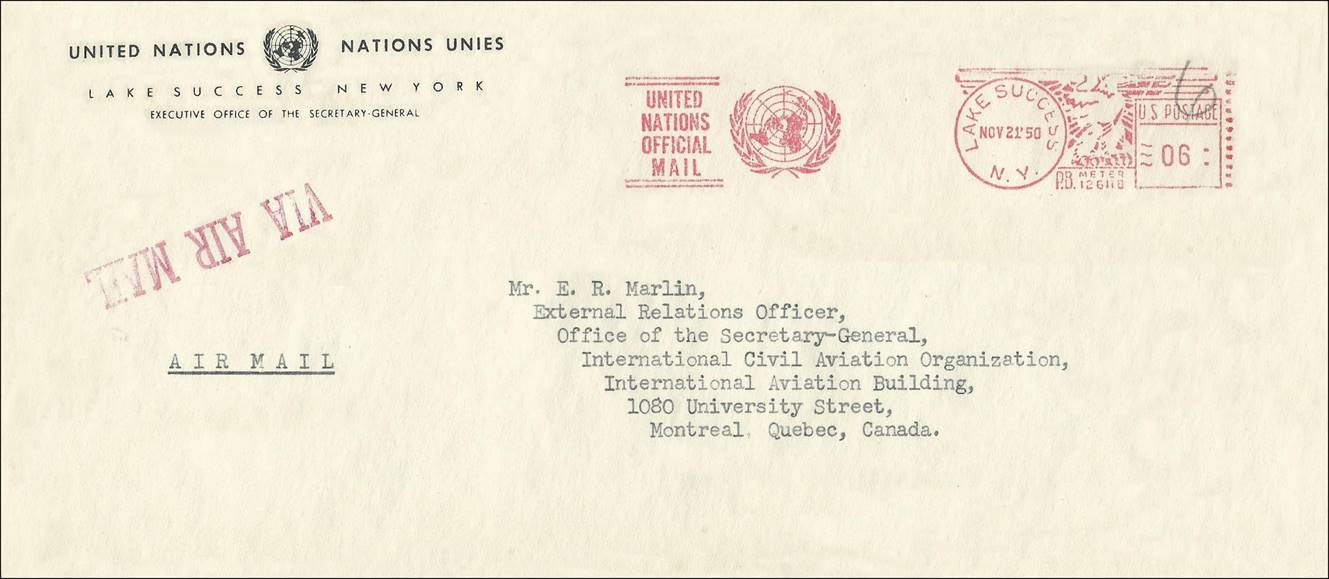 UNITED NATIONS NATIONS UNIES
LAKE SUCCESS NEW YORK
EXECUTIVE OFFICE OF THE SECRETARY-GENERAL
UNITED
NATIONS
OFFICIAL
MAIL
LAKE SUCCESS
NOV 21'50
N.Y.
U.S. POSTAGE
06
P.B. METER
VIA AIR MAIL
Mr. E. R. Marlin,
External Relations Officer,
Office of the Secretary-General,
International Civil Aviation Organization,
International Aviation Building,
1080 University Street,
Montreal, Quebec, Canada.
AIR MAIL